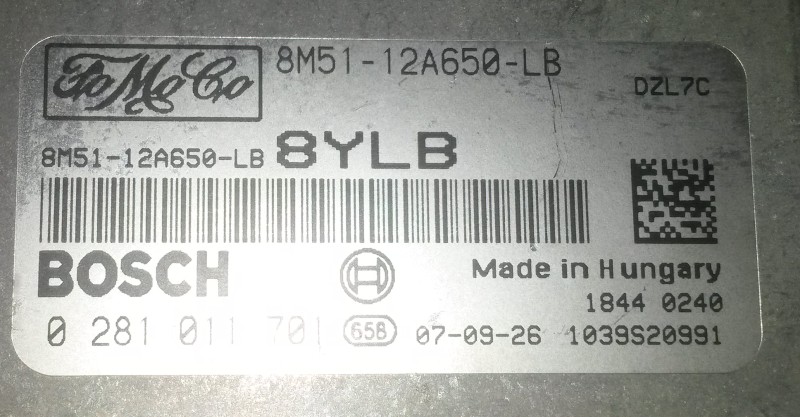 FoMoCo 8M51-12A650-LB
DZL7C
8M51-12A650-LB 8YLB
BOSCH
Made in Hungary
1844 0240
0 281 011 701 658 07-09-26 1039S20991